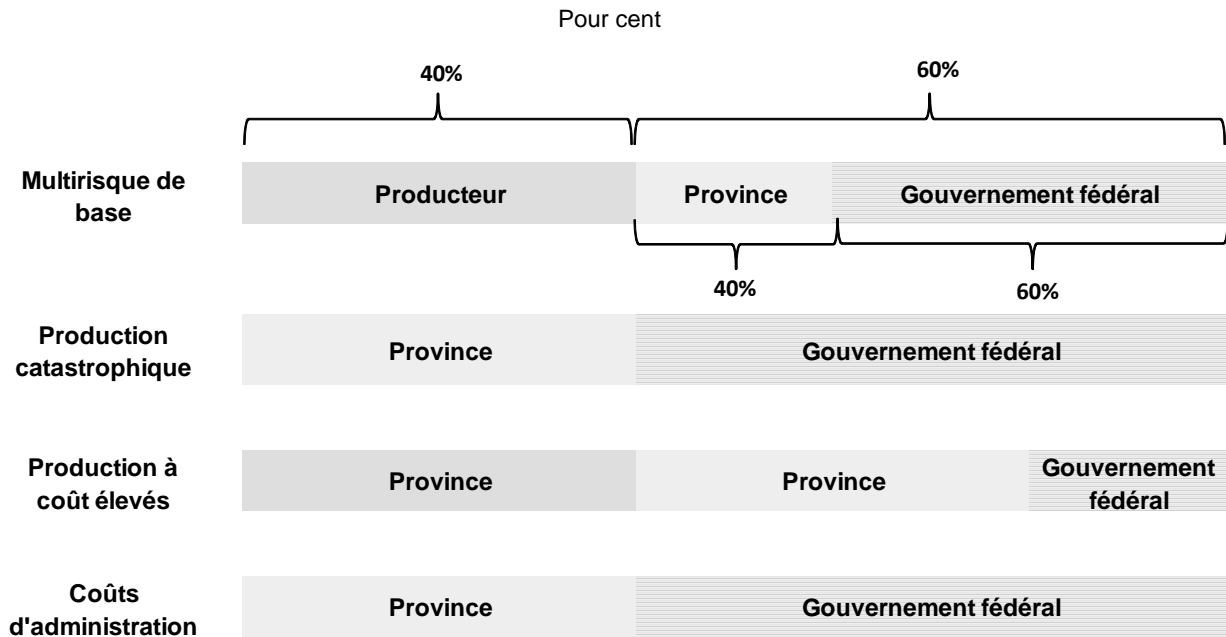 Pour cent
40%
60%
Multirisque de
base
Producteur
Province
Gouvernement fédéral
40%
60%
Production
catastrophique
Province
Gouvernement fédéral
Production à
coût élevés
Province
Province
Gouvernement
fédéral
Coûts
d'administration
Province
Gouvernement fédéral